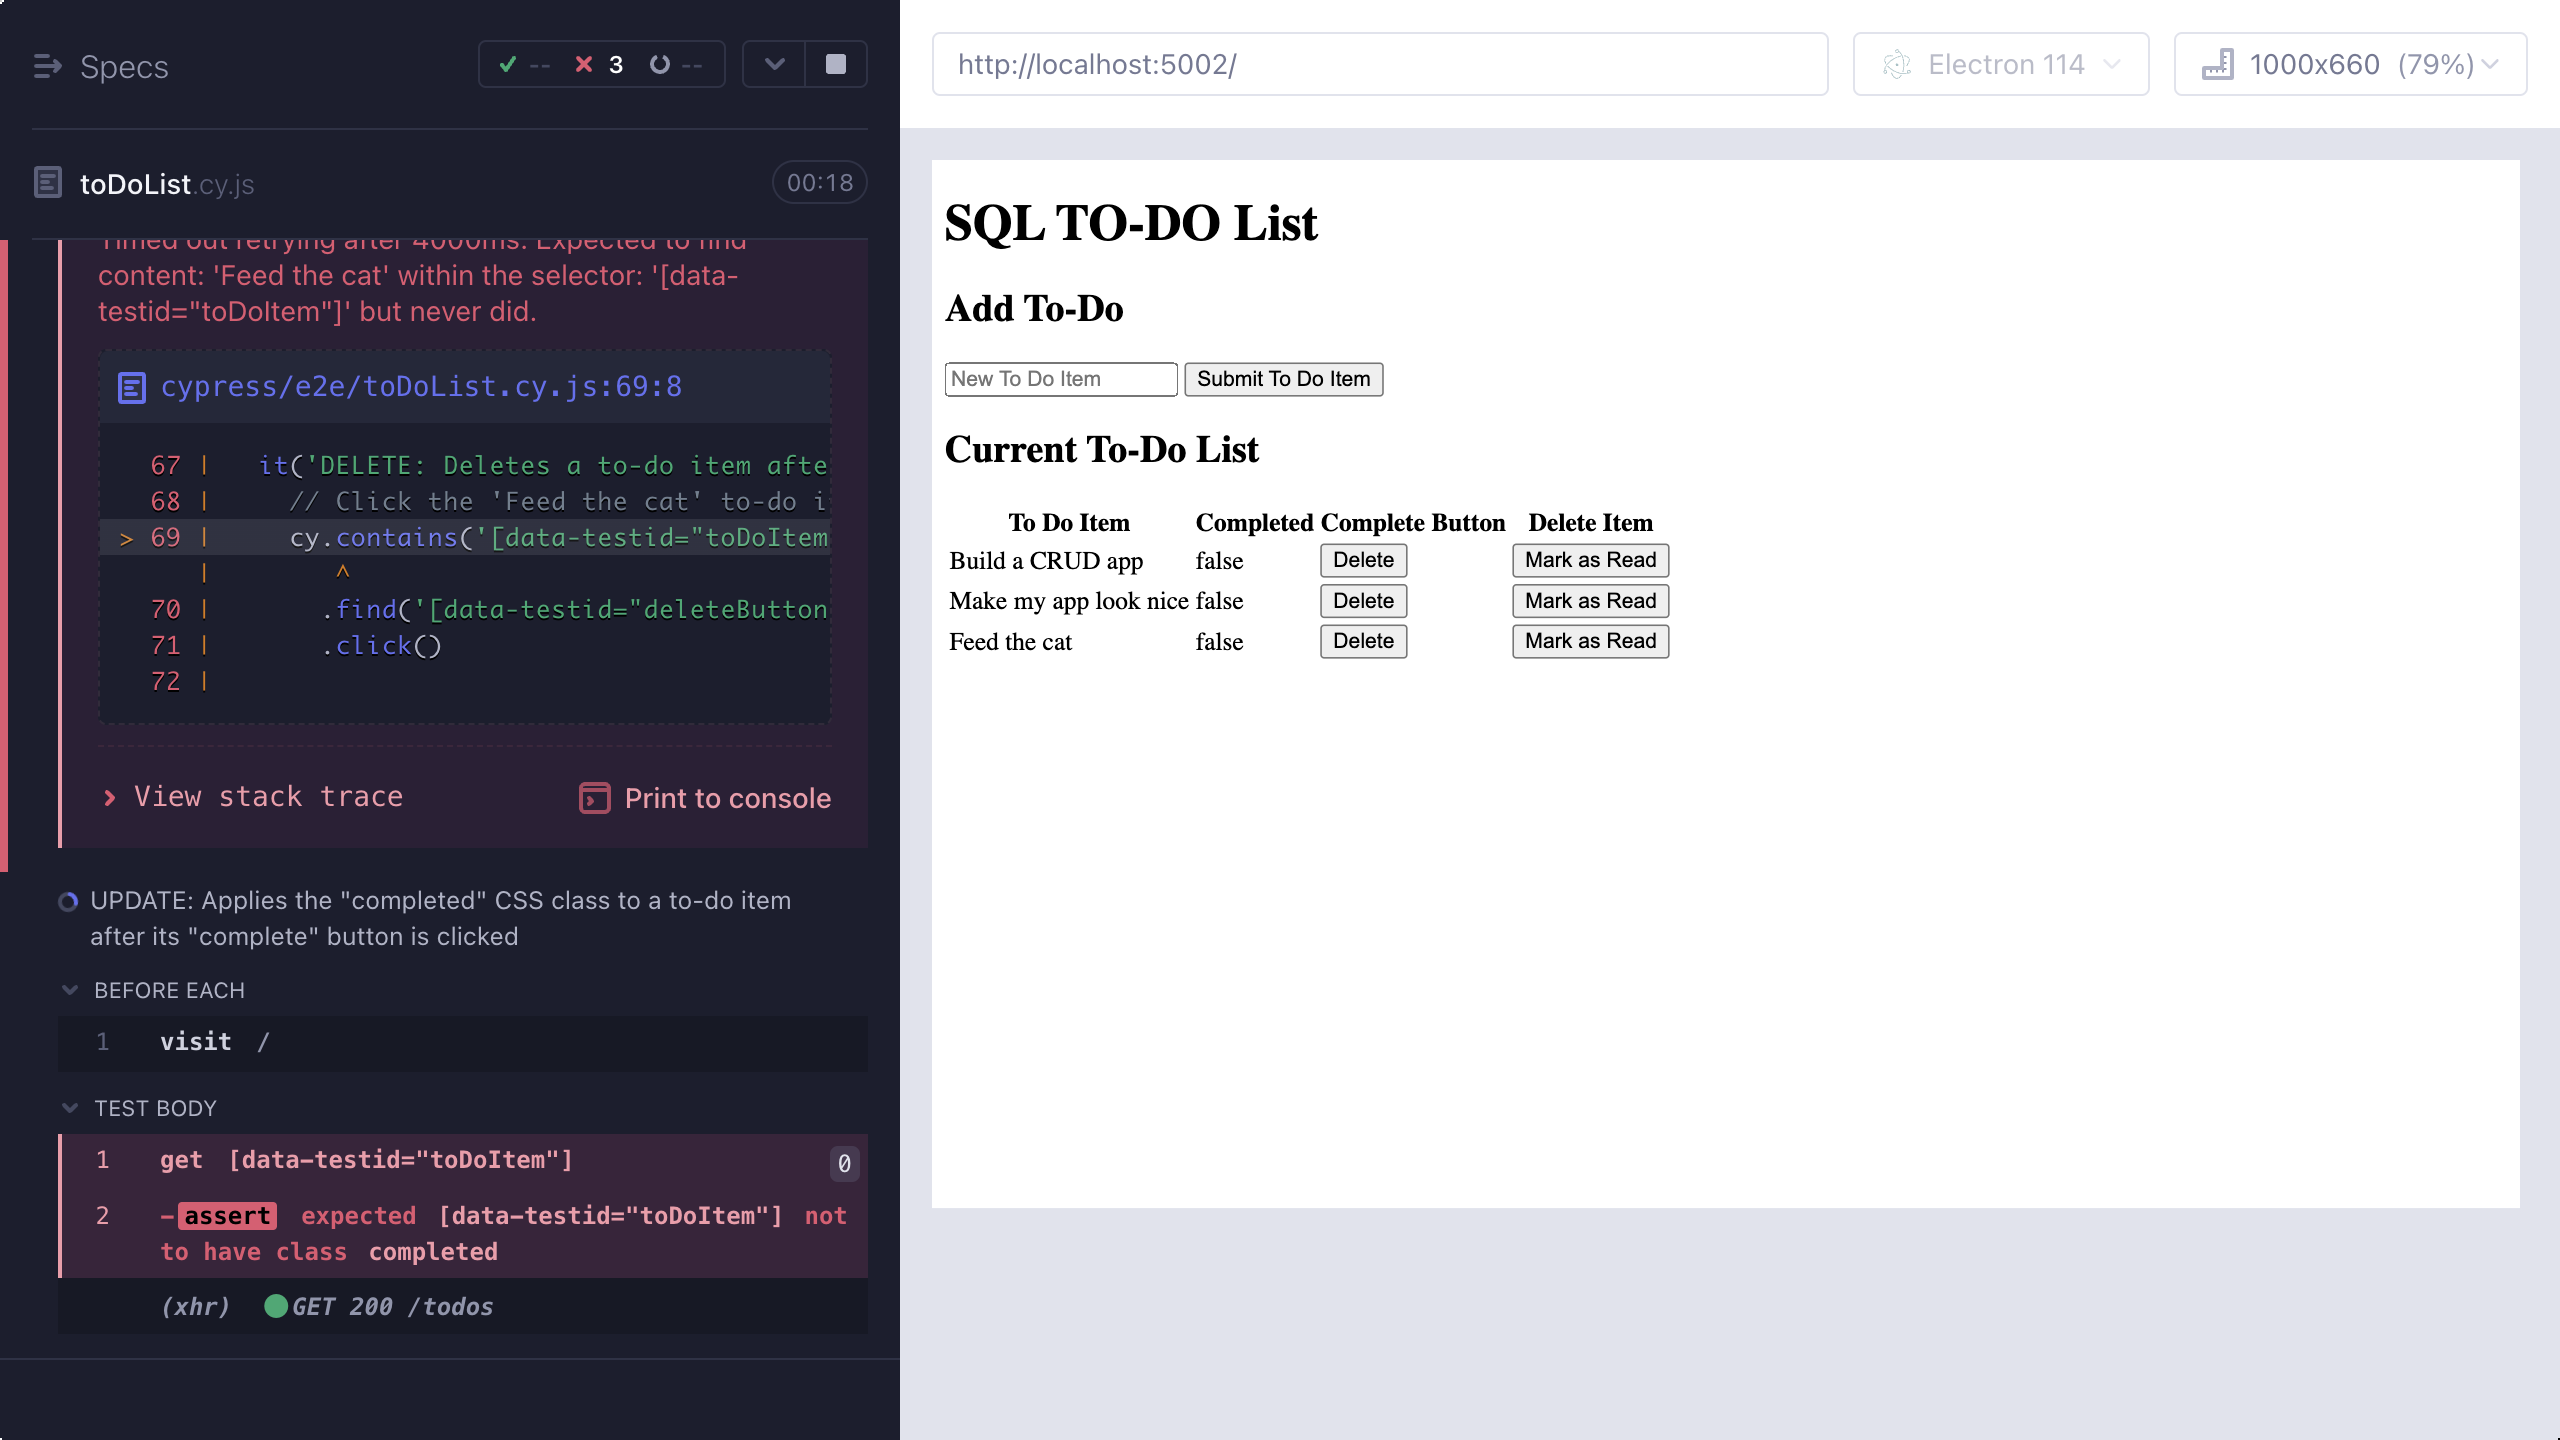 Specs
-- 3 --
toDoList.cy.js
00:18
Timed out retrying after 4000ms: Expected to find
content: 'Feed the cat' within the selector: '[data-
testid="toDoItem"]' but never did.
cypress/e2e/toDoList.cy.js:69:8
67 | it('DELETE: Deletes a to-do item afte
68 | // Click the 'Feed the cat' to-do i
> 69 | cy.contains('[data-testid="toDoItem
| ^
70 | .find('[data-testid="deleteButton
71 | .click()
72 |
View stack trace
Print to console
UPDATE: Applies the "completed" CSS class to a to-do item
after its "complete" button is clicked
BEFORE EACH
1 visit /
TEST BODY
1 get [data-testid="toDoItem"] 0
2 -assert expected [data-testid="toDoItem"] not
to have class completed
(xhr) GET 200 /todos
http://localhost:5002/
Electron 114
1000x660 (79%)
SQL TO-DO List
Add To-Do
New To Do Item Submit To Do Item
Current To-Do List
To Do Item Completed Complete Button Delete Item
Build a CRUD app false Delete Mark as Read
Make my app look nice false Delete Mark as Read
Feed the cat false Delete Mark as Read